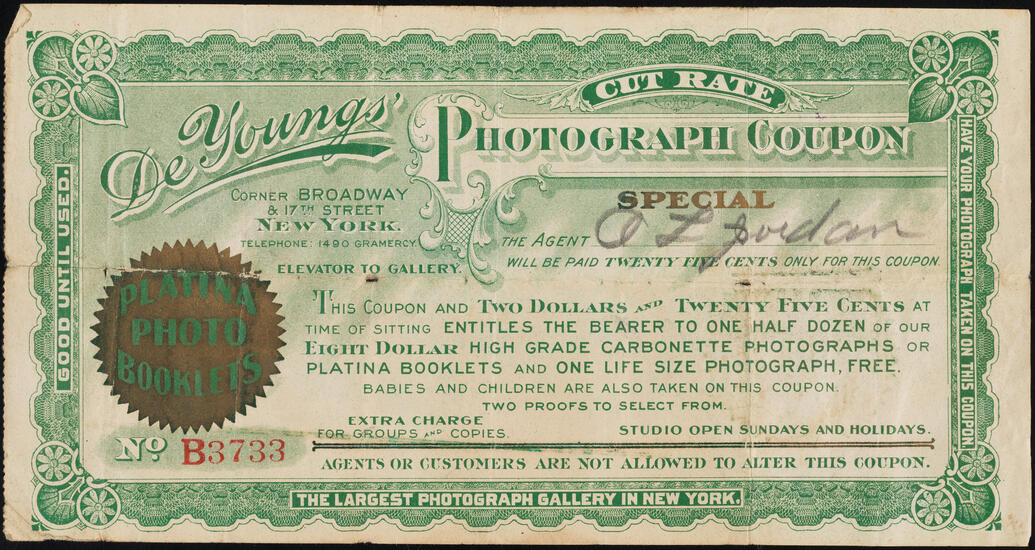 CUT RATE
De Youngs'
PHOTOGRAPH COUPON
CORNER BROADWAY
& 17TH STREET
NEW YORK.
TELEPHONE: 1490 GRAMERCY
ELEVATOR TO GALLERY.
SPECIAL
THE AGENT O L Jordan
WILL BE PAID TWENTY FIVE CENTS ONLY FOR THIS COUPON.
GOOD UNTIL USED.
PLATINA
PHOTO
BOOKLETS
THIS COUPON AND TWO DOLLARS AND TWENTY FIVE CENTS AT
TIME OF SITTING ENTITLES THE BEARER TO ONE HALF DOZEN OF OUR
EIGHT DOLLAR HIGH GRADE CARBONETTE PHOTOGRAPHS OR
PLATINA BOOKLETS AND ONE LIFE SIZE PHOTOGRAPH, FREE.
BABIES AND CHILDREN ARE ALSO TAKEN ON THIS COUPON.
TWO PROOFS TO SELECT FROM.
EXTRA CHARGE
FOR GROUPS AND COPIES.
STUDIO OPEN SUNDAYS AND HOLIDAYS.
No B3733
AGENTS OR CUSTOMERS ARE NOT ALLOWED TO ALTER THIS COUPON.
THE LARGEST PHOTOGRAPH GALLERY IN NEW YORK.
HAVE YOUR PHOTOGRAPH TAKEN ON THIS COUPON